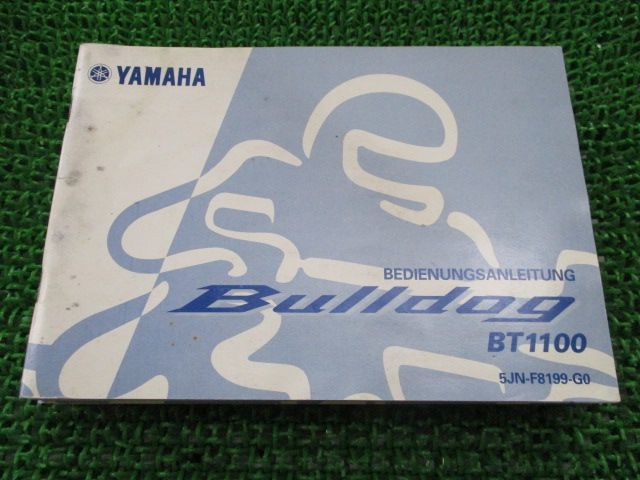 YAMAHA
BEDIENUNGSANLEITUNG
Bulldog
BT1100
5JN-F8199-G0